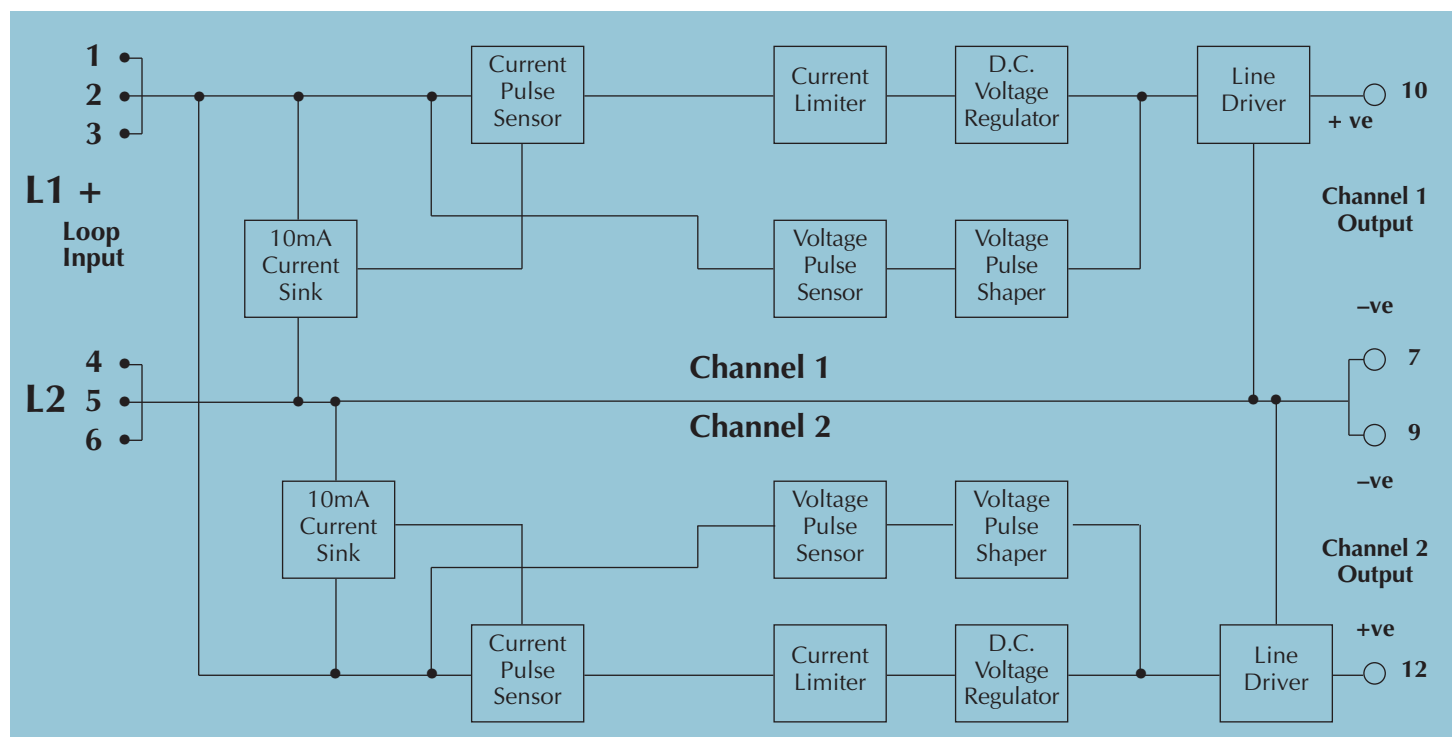 1
2
3
L1 +
Loop
Input
Current
Pulse
Sensor
Current
Limiter
D.C.
Voltage
Regulator
Line
Driver
10
+ ve
10mA
Current
Sink
Voltage
Pulse
Sensor
Voltage
Pulse
Shaper
Channel 1
Output
–ve
4
L2 5
6
Channel 1
Channel 2
7
9
–ve
10mA
Current
Sink
Voltage
Pulse
Sensor
Voltage
Pulse
Shaper
Channel 2
Output
Current
Pulse
Sensor
Current
Limiter
D.C.
Voltage
Regulator
Line
Driver
+ve
12